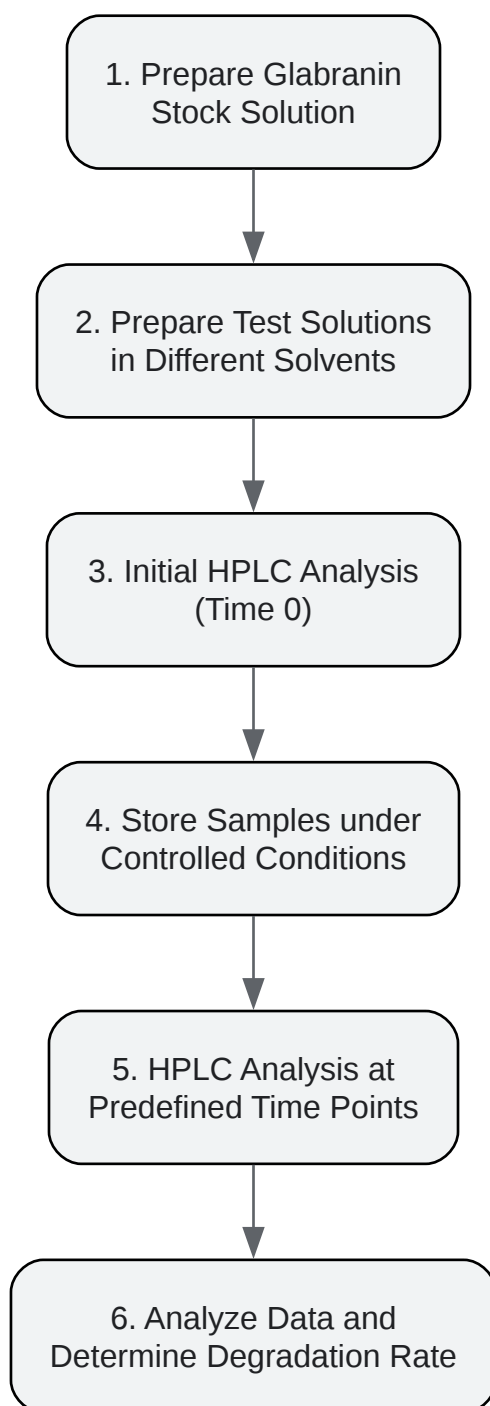 1. Prepare Glabranin
Stock Solution
2. Prepare Test Solutions
in Different Solvents
3. Initial HPLC Analysis
(Time 0)
4. Store Samples under
Controlled Conditions
5. HPLC Analysis at
Predefined Time Points
6. Analyze Data and
Determine Degradation Rate